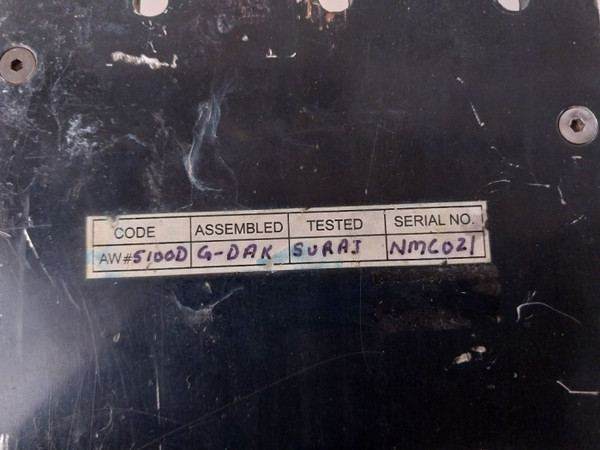 CODE ASSEMBLED TESTED SERIAL NO.
AW#5100D G-DAK SURAJ NMC021